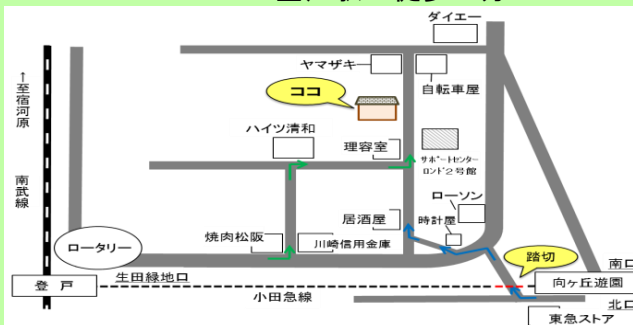 ダイエー
ヤマザキ
自転車屋
ココ
↑至宿河原
南武線
ハイツ清和
理容室
サポートセンター
ロンド2号館
居酒屋
ローソン
時計屋
ロータリー
焼肉松阪
川崎信用金庫
踏切
南口
生田緑地口
登戸
小田急線
向ヶ丘遊園
北口
東急ストア